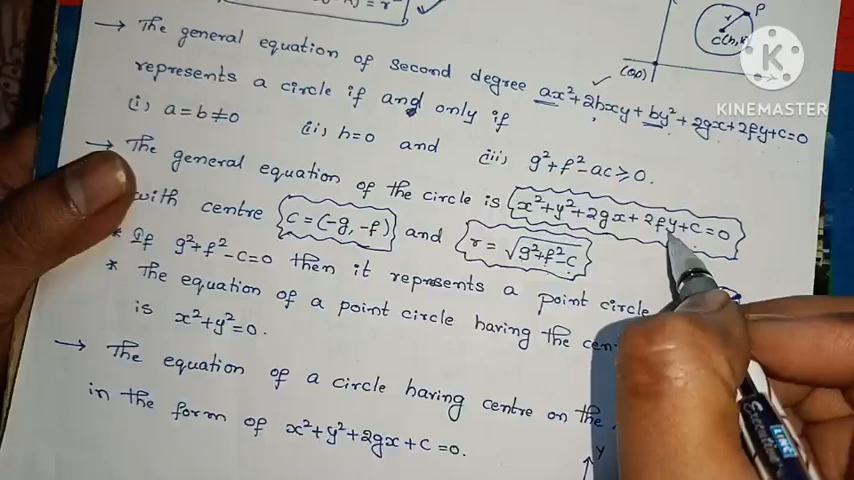 → The general equation of second degree ax²+2hxy+by²+2gx+2fy+c=0
represents a circle if and only if
(i) a=b≠0 (ii) h=0 and (iii) g²+f²-ac≥0.
→ The general equation of the circle is x²+y²+2gx+2fy+c=0
with centre C=(-g,-f) and r=√g²+f²-c
* If g²+f²-c=0 then it represents a point circle
* The equation of a point circle having the
is x²+y²=0.
→ The equation of a circle having centre on the
in the form of x²+y²+2gx+c=0.
P
r
(0,0)
Y
KINEMASTER